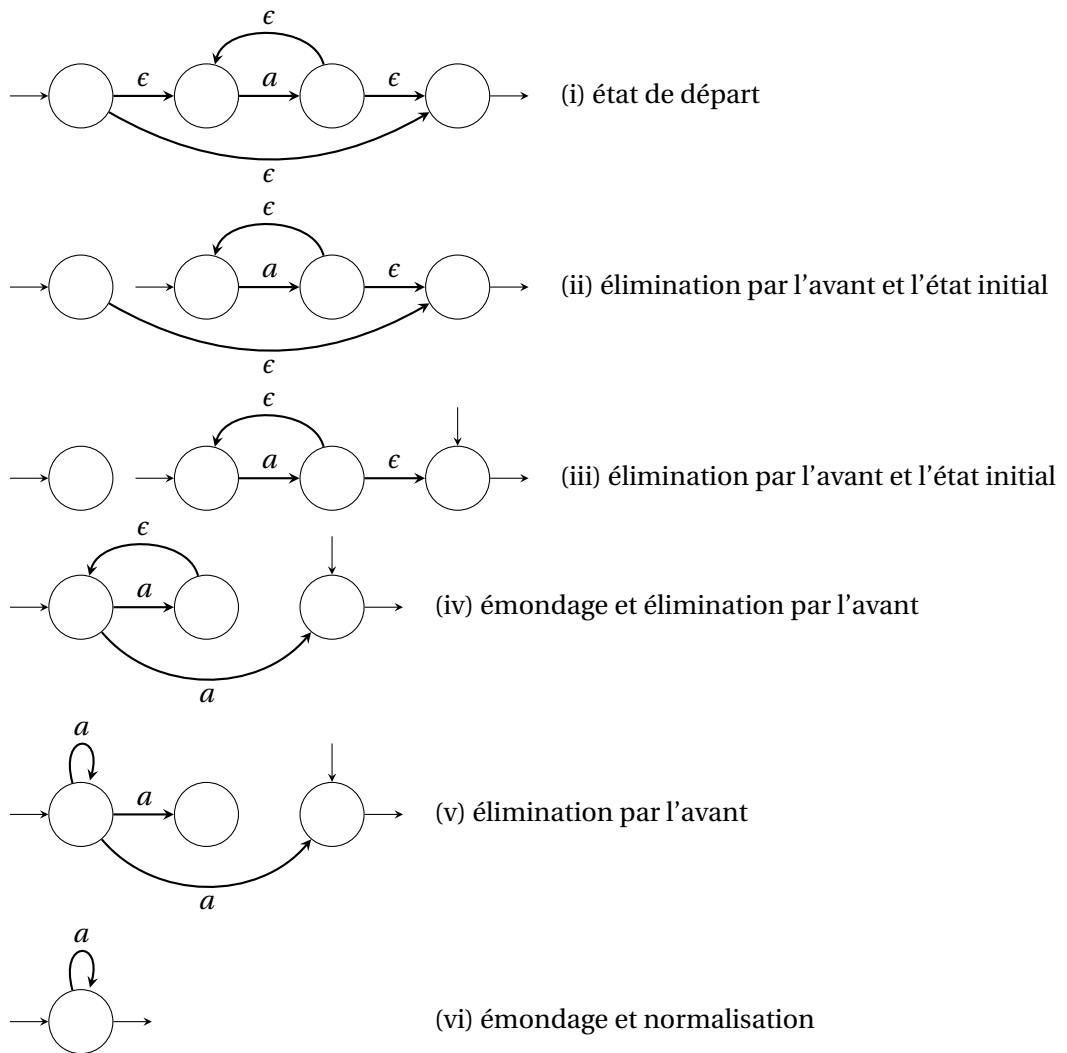 ϵ
ϵ a ϵ (i) état de départ
ϵ
ϵ
a ϵ (ii) élimination par l'avant et l'état initial
ϵ
ϵ
a ϵ (iii) élimination par l'avant et l'état initial
ϵ
a (iv) émondage et élimination par l'avant
a
a
a (v) élimination par l'avant
a
a
(vi) émondage et normalisation